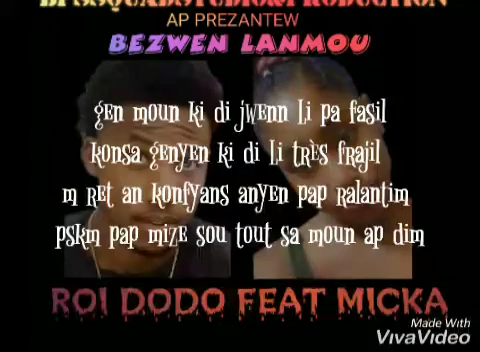 AP PREZANTEW
BEZWEN LANMOU
gen moun ki di jwenn li pa fasil
konsa genyen ki di li très frajil
m ret an konfyans anyen pap ralantim
pskm pap mize sou tout sa moun ap dim
ROI DODO FEAT MICKA
Made With
VivaVideo